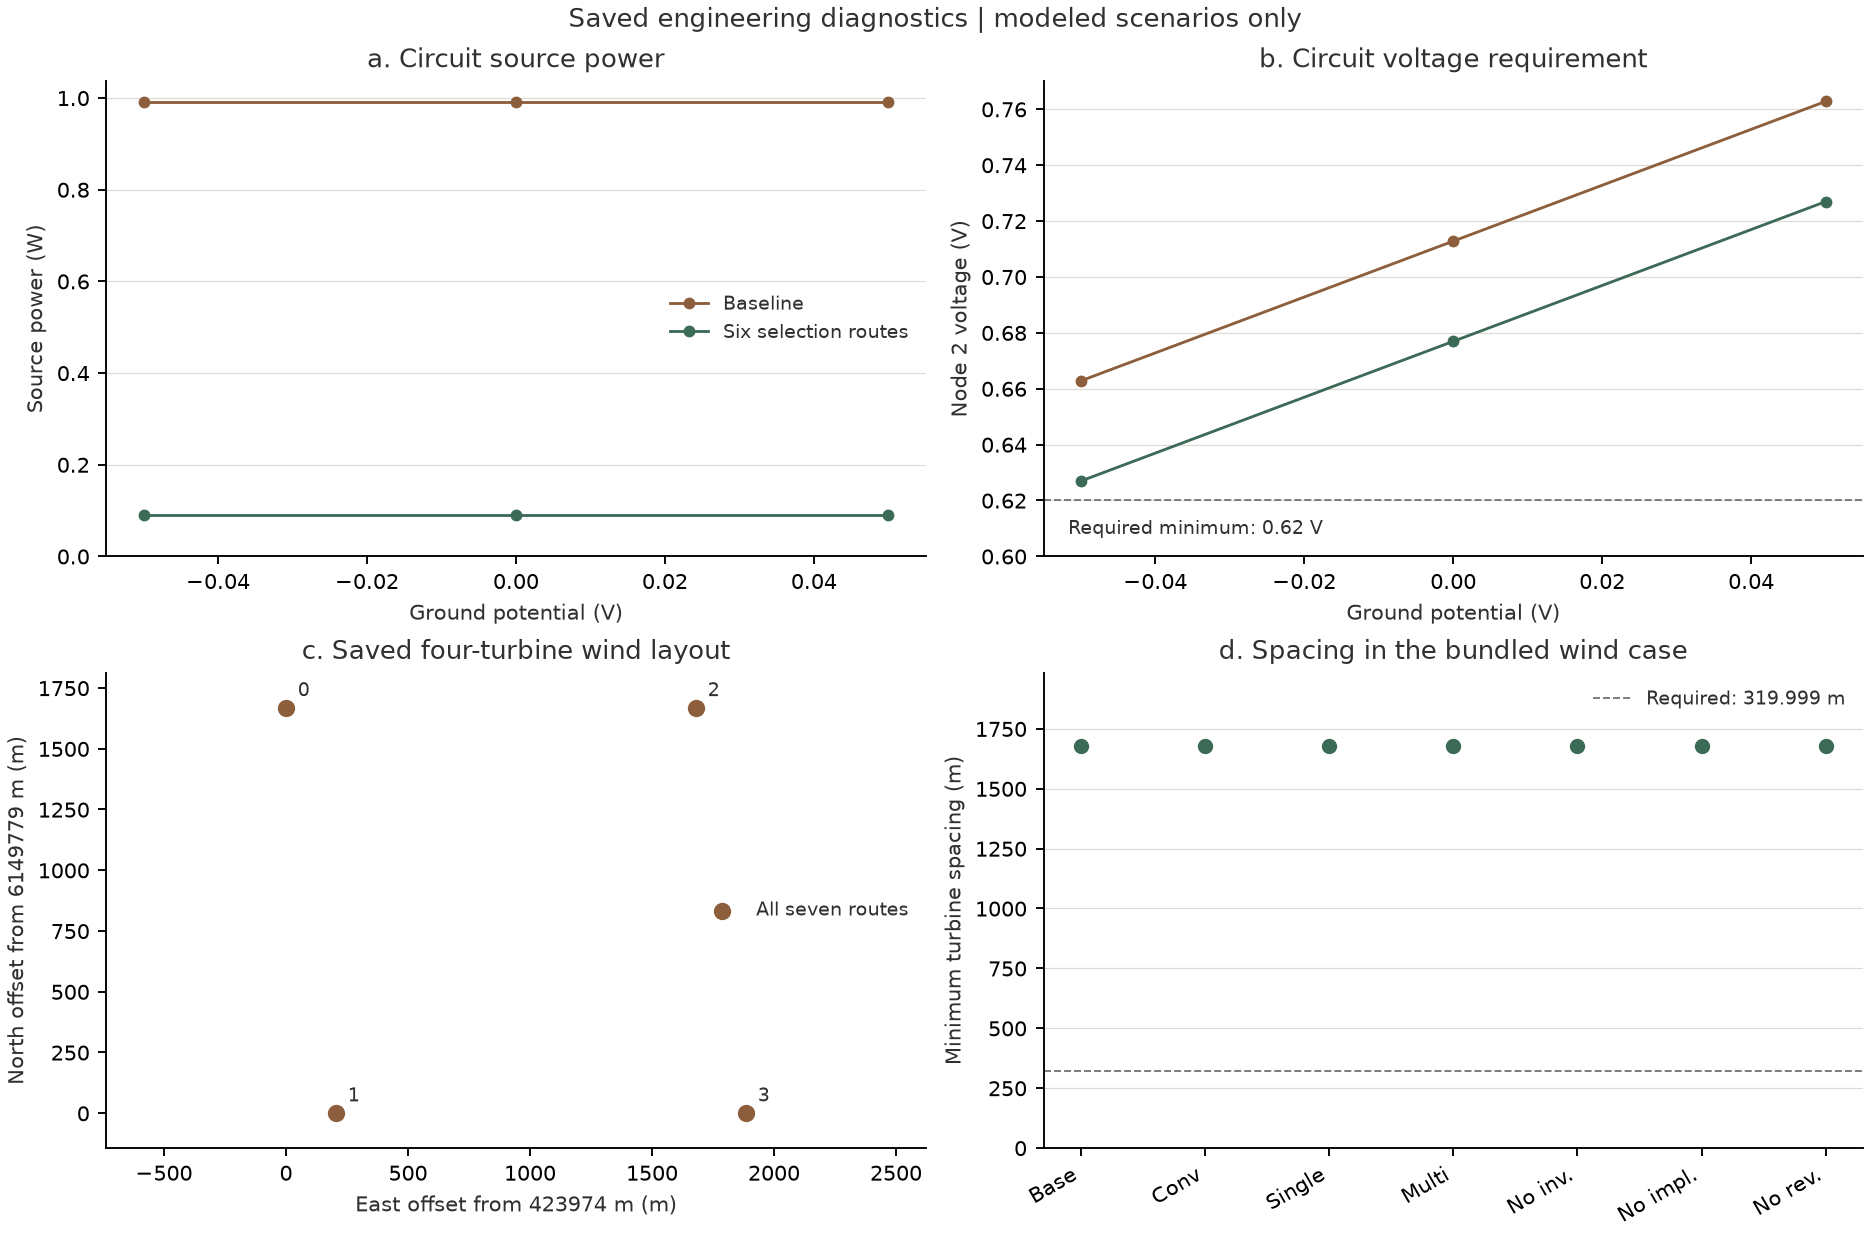 Saved engineering diagnostics | modeled scenarios only
a. Circuit source power
1.0
0.8
0.6
0.4
0.2
0.0
Source power (W)
Baseline
Six selection routes
−0.04
−0.02
0.00
0.02
0.04
Ground potential (V)
b. Circuit voltage requirement
0.76
0.74
0.72
0.70
0.68
0.66
0.64
0.62
0.60
Node 2 voltage (V)
Required minimum: 0.62 V
−0.04
−0.02
0.00
0.02
0.04
Ground potential (V)
c. Saved four-turbine wind layout
1750
1500
1250
1000
750
500
250
0
North offset from 6149779 m (m)
0
2
All seven routes
1
3
−500
0
500
1000
1500
2000
2500
East offset from 423974 m (m)
d. Spacing in the bundled wind case
Required: 319.999 m
1750
1500
1250
1000
750
500
250
0
Minimum turbine spacing (m)
Base
Conv
Single
Multi
No inv.
No impl.
No rev.